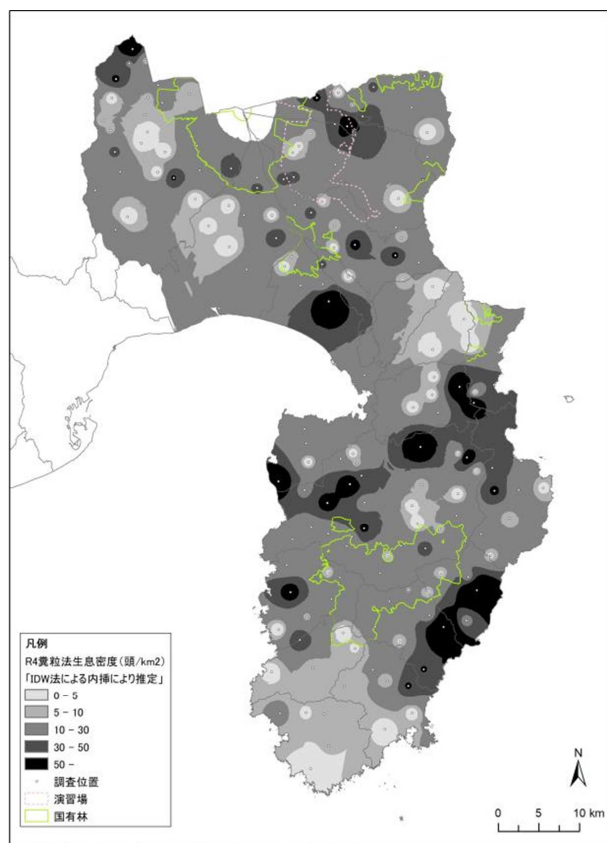 凡例
R4糞粒法生息密度(頭/km2)
「IDW法による内挿により推定」
0 - 5
5 - 10
10 - 30
30 - 50
50 -
調査位置
演習場
国有林
N
0 5 10 km